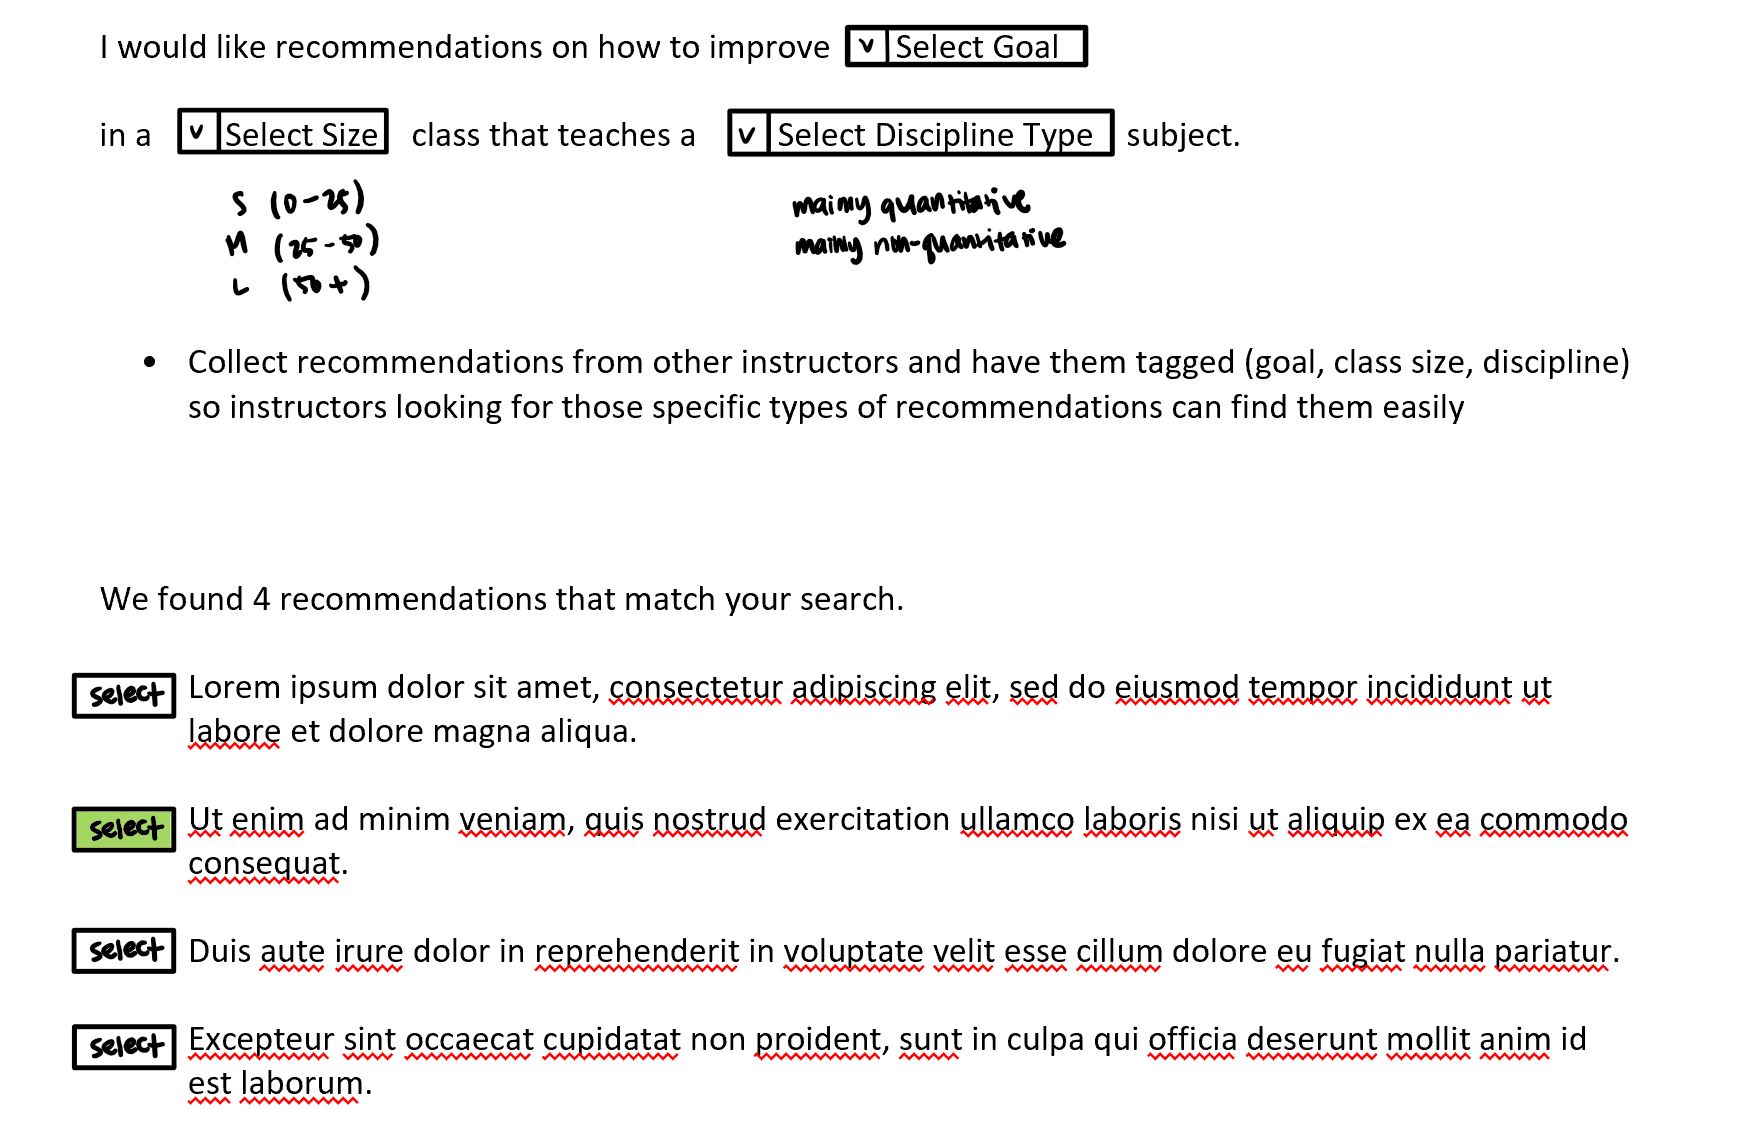 I would like recommendations on how to improve v Select Goal
in a v Select Size class that teaches a v Select Discipline Type subject.
S (0-25)
M (25-50)
L (50+)
mainly quantitative
mainly non-quantitative
• Collect recommendations from other instructors and have them tagged (goal, class size, discipline)
so instructors looking for those specific types of recommendations can find them easily
We found 4 recommendations that match your search.
select Lorem ipsum dolor sit amet, consectetur adipiscing elit, sed do eiusmod tempor incididunt ut
labore et dolore magna aliqua.
select Ut enim ad minim veniam, quis nostrud exercitation ullamco laboris nisi ut aliquip ex ea commodo
consequat.
select Duis aute irure dolor in reprehenderit in voluptate velit esse cillum dolore eu fugiat nulla pariatur.
select Excepteur sint occaecat cupidatat non proident, sunt in culpa qui officia deserunt mollit anim id
est laborum.